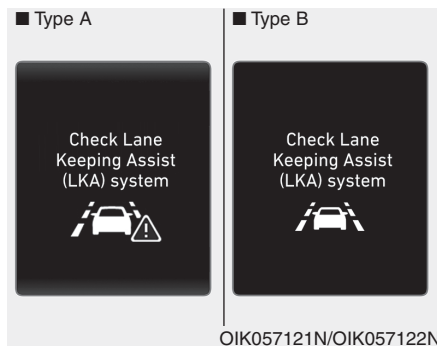 ■ Type A
■ Type B
Check Lane
Keeping Assist
(LKA) system
Check Lane
Keeping Assist
(LKA) system
OIK057121N/OIK057122N